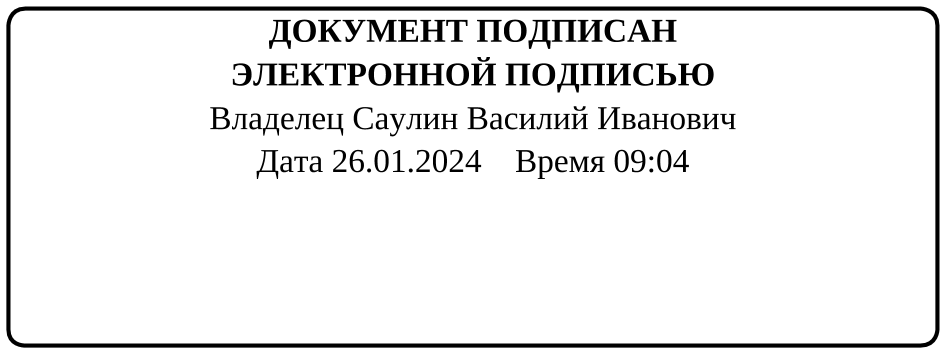 ДОКУМЕНТ ПОДПИСАН
ЭЛЕКТРОННОЙ ПОДПИСЬЮ
Владелец Саулин Василий Иванович
Дата 26.01.2024 Время 09:04